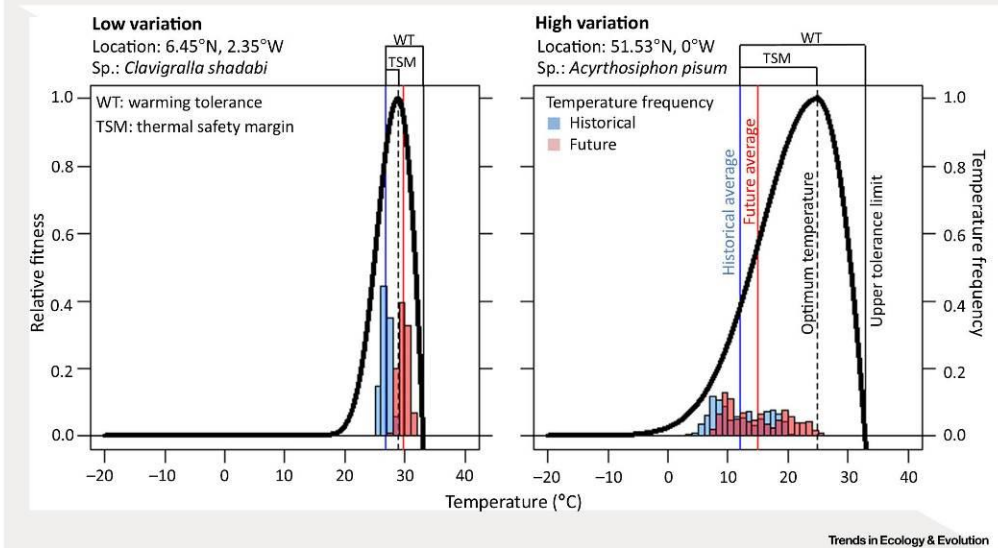 Low variation
Location: 6.45°N, 2.35°W
Sp.: Clavigralla shadabi
WT
TSM
WT: warming tolerance
TSM: thermal safety margin
Relative fitness
1.0
0.8
0.6
0.4
0.2
0.0
–20
–10
0
10
20
30
40
High variation
Location: 51.53°N, 0°W
Sp.: Acyrthosiphon pisum
WT
TSM
Temperature frequency
Historical
Future
Historical average
Future average
Optimum temperature
Upper tolerance limit
1.0
0.8
0.6
0.4
0.2
0.0
Temperature frequency
–20
–10
0
10
20
30
40
Temperature (°C)
Trends in Ecology & Evolution